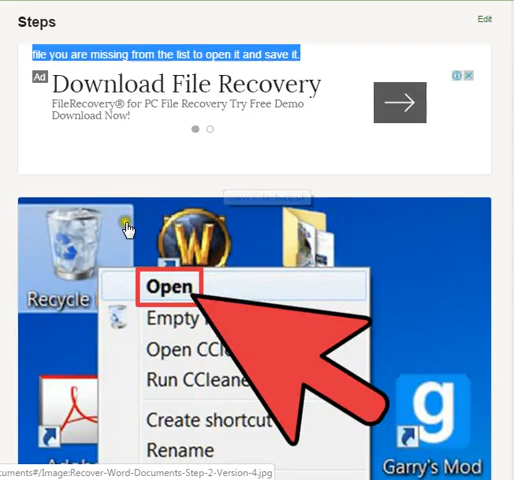 Steps
Edit
file you are missing from the list to open it and save it.
Ad
Download File Recovery
FileRecovery® for PC File Recovery Try Free Demo
Download Now!
W
Recycle
Open
Empty
Open CCle
Run CCleane
Create shortcut
Rename
g
Garry's Mod
cuments#/Image:Recover-Word-Documents-Step-2-Version-4.jpg